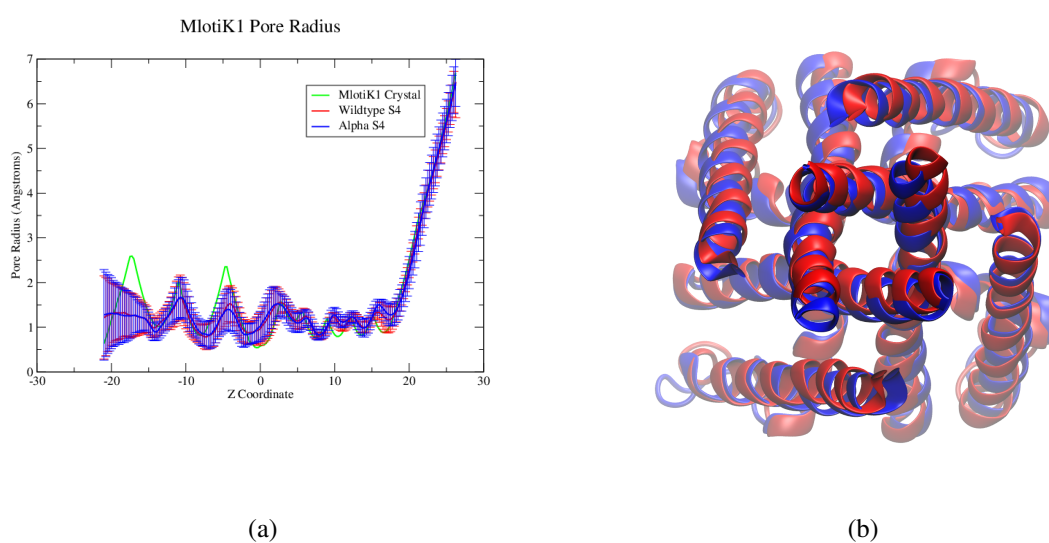 MlotiK1 Pore Radius
7
6
5
4
3
2
1
0
Pore Radius (Angstroms)
MlotiK1 Crystal
Wildtype S4
Alpha S4
-30 -20 -10 0 10 20 30
Z Coordinate
(a) (b)